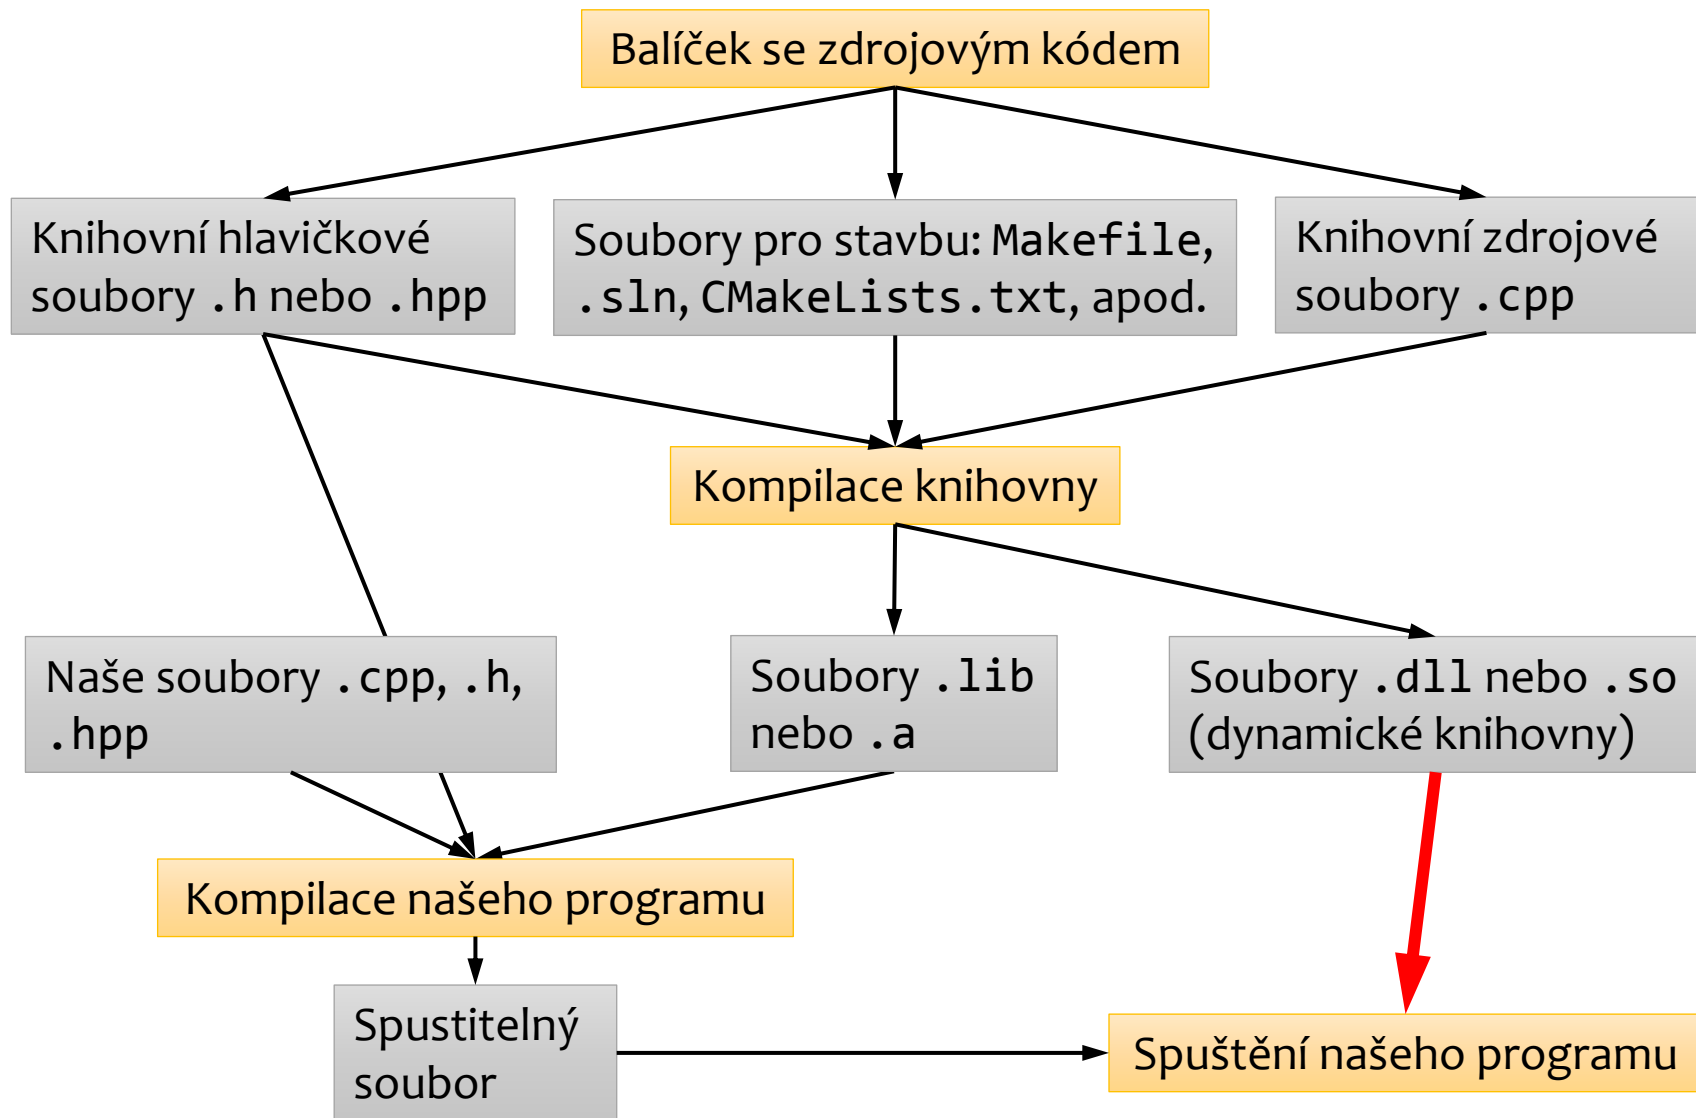 Balíček se zdrojovým kódem
Knihovní hlavičkové
soubory .h nebo .hpp
Soubory pro stavbu: Makefile,
.sln, CMakeLists.txt, apod.
Knihovní zdrojové
soubory .cpp
Kompilace knihovny
Naše soubory .cpp, .h,
.hpp
Soubory .lib
nebo .a
Soubory .dll nebo .so
(dynamické knihovny)
Kompilace našeho programu
Spustitelný
soubor
Spuštění našeho programu